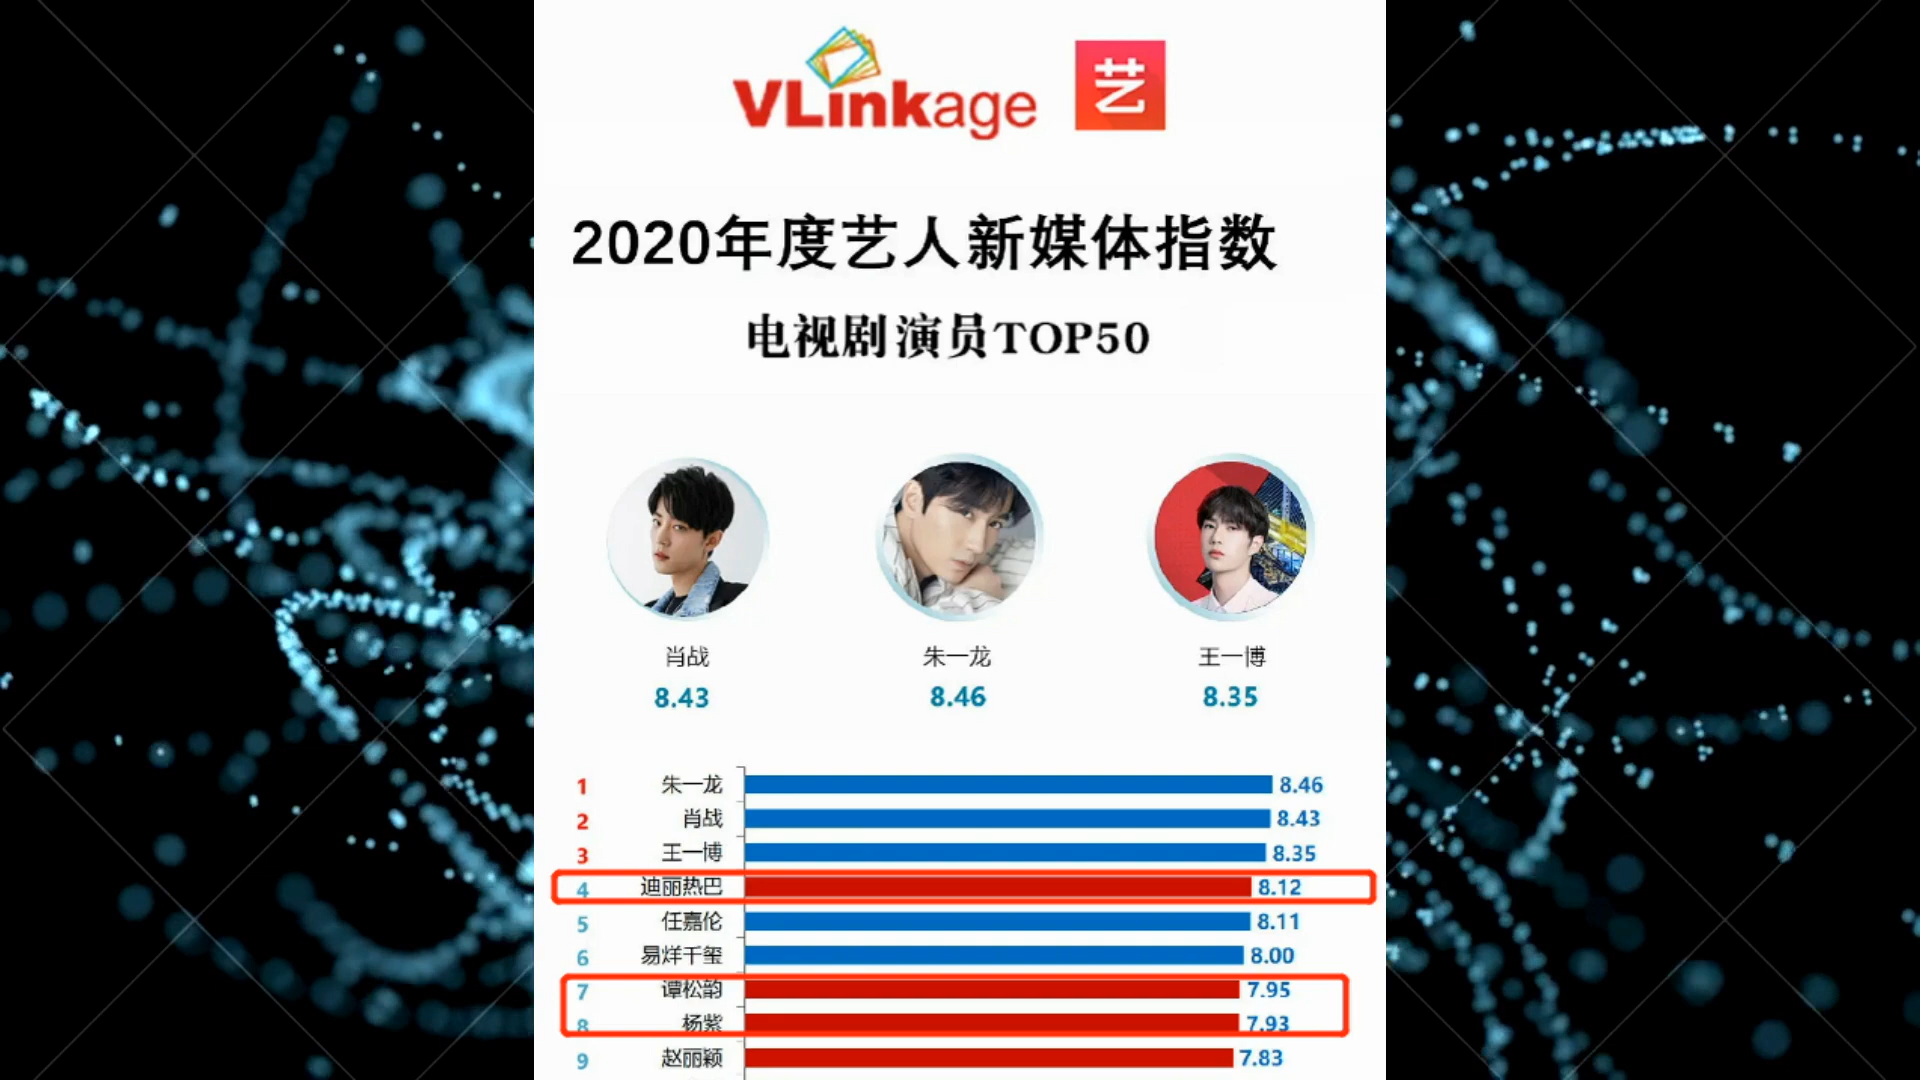 VLinkage 艺
2020年度艺人新媒体指数
电视剧演员TOP50
肖战 朱一龙 王一博
8.43 8.46 8.35
1 朱一龙 8.46
2 肖战 8.43
3 王一博 8.35
4 迪丽热巴 8.12
5 任嘉伦 8.11
6 易烊千玺 8.00
7 谭松韵 7.95
8 杨紫 7.93
9 赵丽颖 7.83